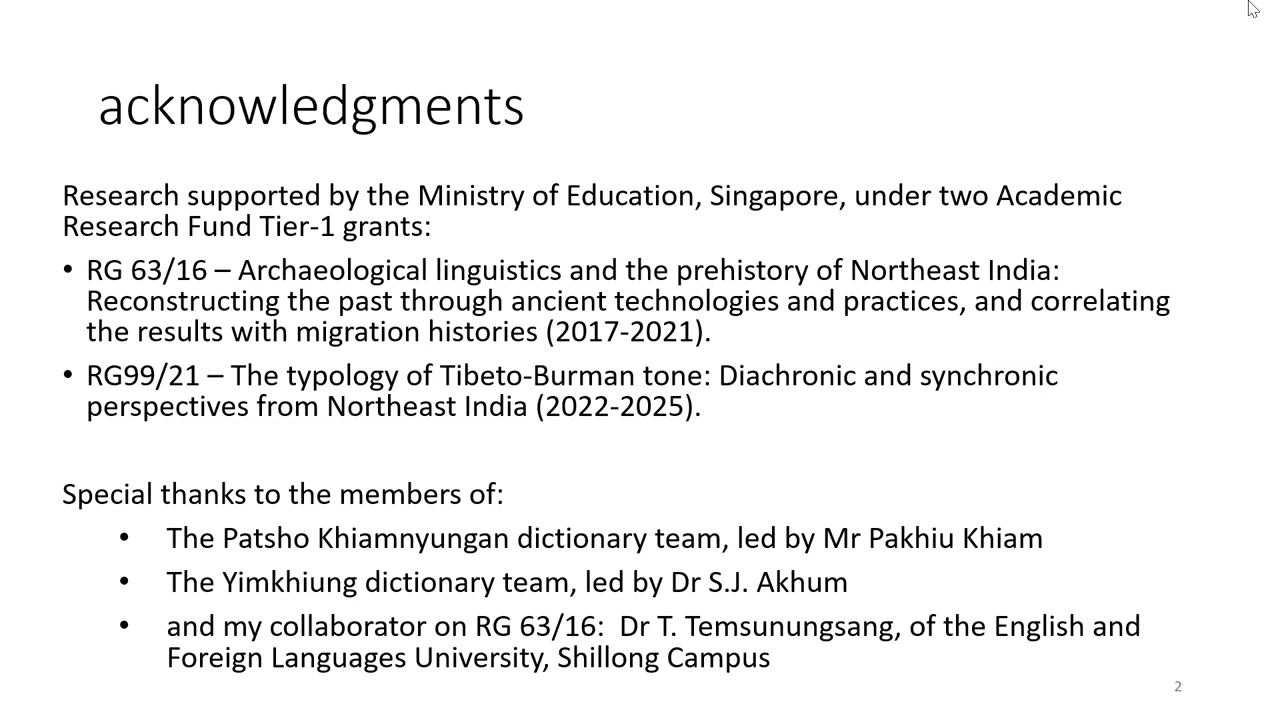 acknowledgments
Research supported by the Ministry of Education, Singapore, under two Academic
Research Fund Tier-1 grants:
• RG 63/16 – Archaeological linguistics and the prehistory of Northeast India:
Reconstructing the past through ancient technologies and practices, and correlating
the results with migration histories (2017-2021).
• RG99/21 – The typology of Tibeto-Burman tone: Diachronic and synchronic
perspectives from Northeast India (2022-2025).
Special thanks to the members of:
• The Patsho Khiamnyungan dictionary team, led by Mr Pakhiu Khiam
• The Yimkhiung dictionary team, led by Dr S.J. Akhum
• and my collaborator on RG 63/16:  Dr T. Temsunungsang, of the English and
Foreign Languages University, Shillong Campus
2